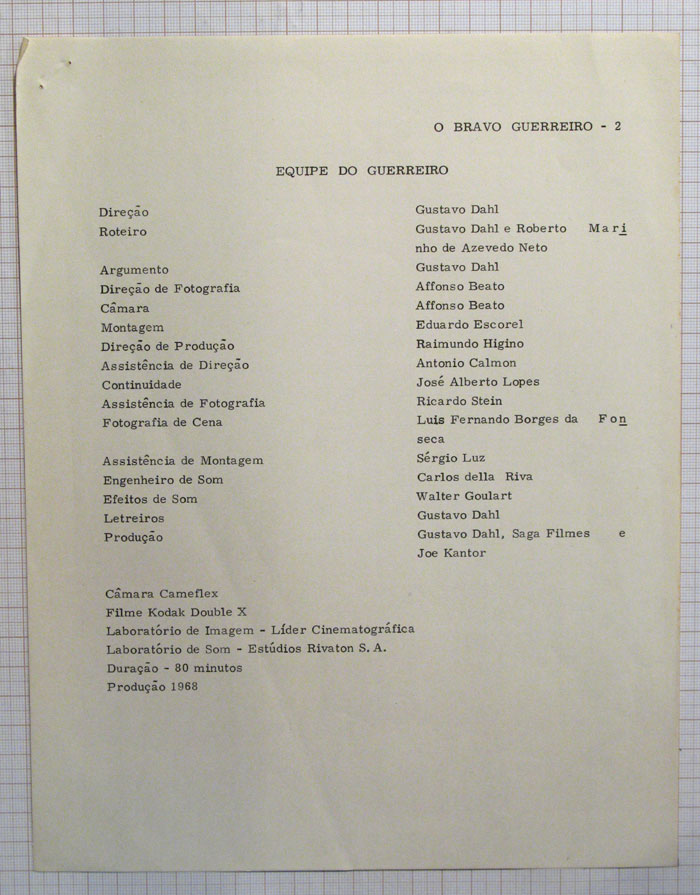 O BRAVO GUERREIRO - 2
EQUIPE DO GUERREIRO
Direção Gustavo Dahl
Roteiro Gustavo Dahl e Roberto Mari
nho de Azevedo Neto
Argumento Gustavo Dahl
Direção de Fotografia Affonso Beato
Câmara Affonso Beato
Montagem Eduardo Escorel
Direção de Produção Raimundo Higino
Assistência de Direção Antonio Calmon
Continuidade José Alberto Lopes
Assistência de Fotografia Ricardo Stein
Fotografia de Cena Luis Fernando Borges da Fon
seca
Assistência de Montagem Sérgio Luz
Engenheiro de Som Carlos della Riva
Efeitos de Som Walter Goulart
Letreiros Gustavo Dahl
Produção Gustavo Dahl, Saga Filmes e
Joe Kantor
Câmara Cameflex
Filme Kodak Double X
Laboratório de Imagem - Líder Cinematográfica
Laboratório de Som - Estúdios Rivaton S. A.
Duração - 80 minutos
Produção 1968